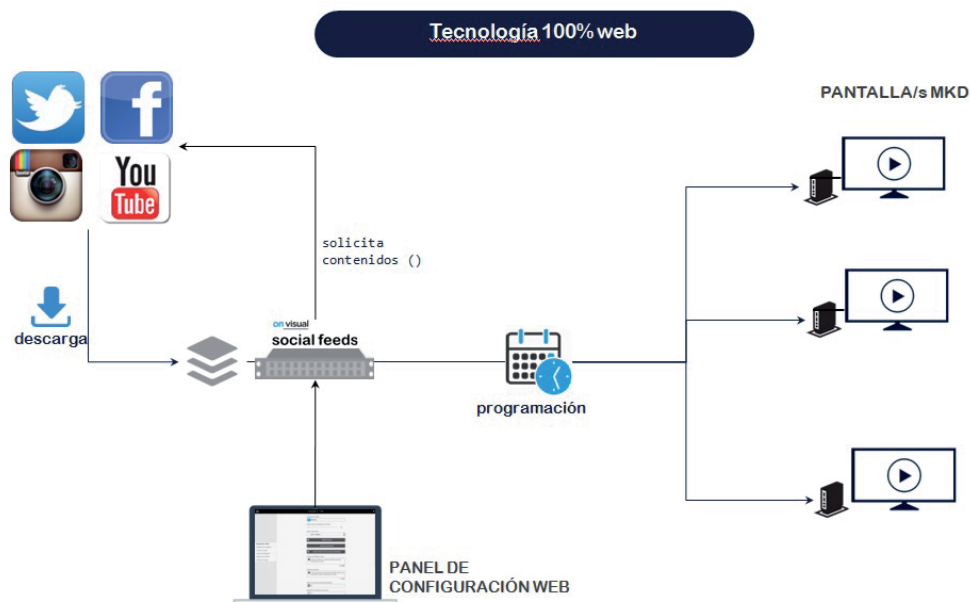 Tecnología 100% web
PANTALLA/s MKD
You
Tube
solicita
contenidos ()
descarga
on visual
social feeds
programación
PANEL DE
CONFIGURACIÓN WEB